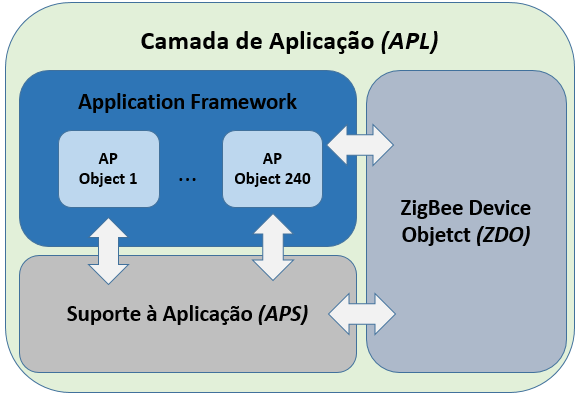 Camada de Aplicação (APL)
Application Framework
AP
Object 1
...
AP
Object 240
ZigBee Device
Objetct (ZDO)
Suporte à Aplicação (APS)